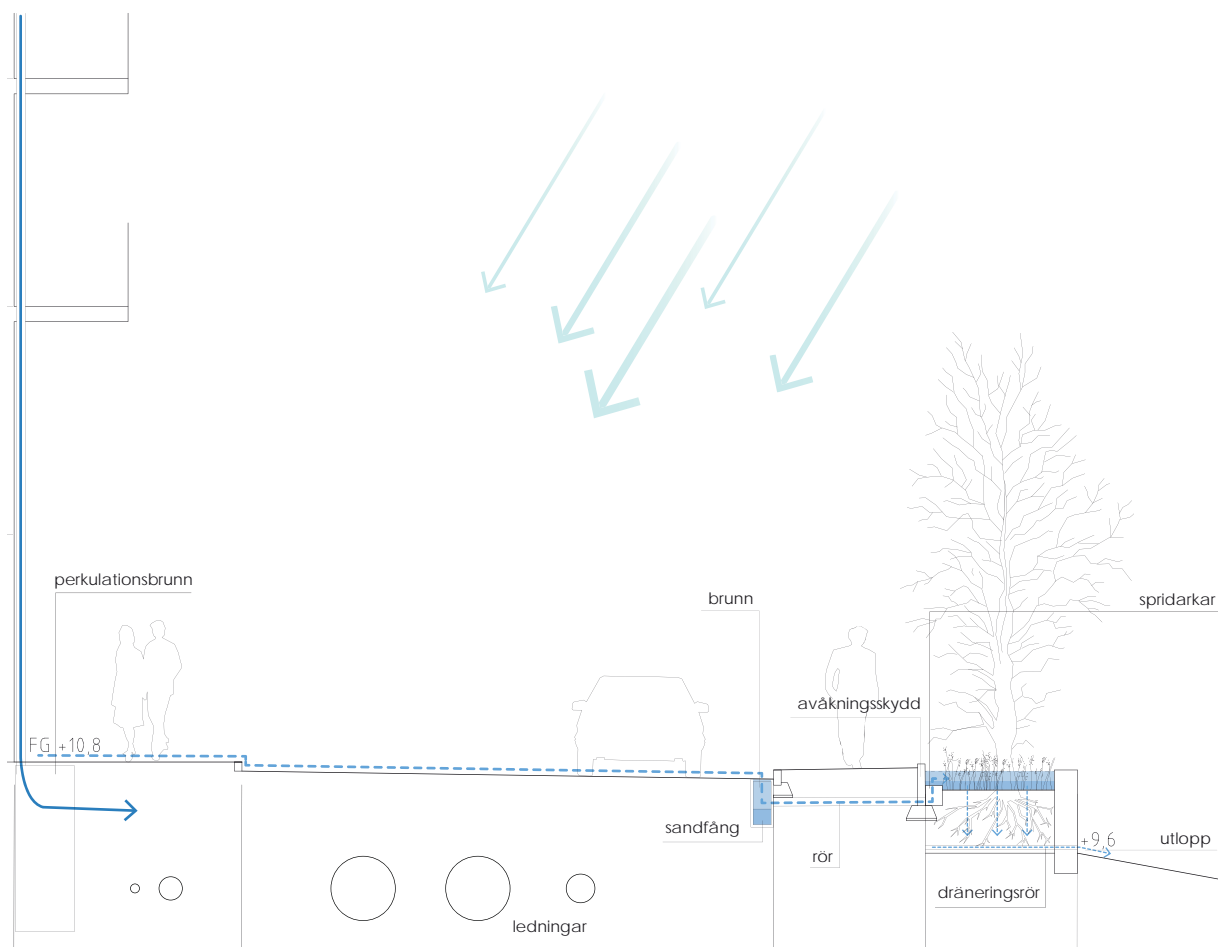 perkulationsbrunn
brunn
spridarkar
avåkningsskydd
FG +10,8
sandfång
rör
+9,6
utlopp
dräneringsrör
ledningar